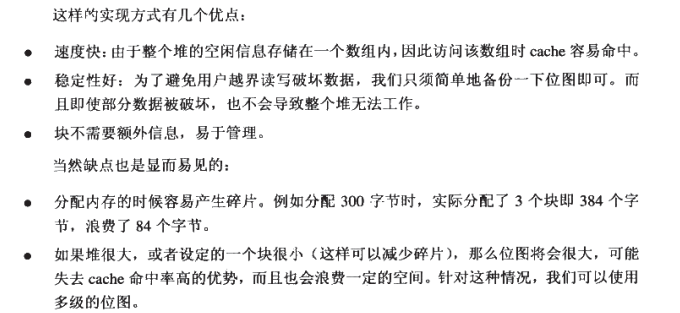 这样的实现方式有几个优点：
● 速度快：由于整个堆的空闲信息存储在一个数组内，因此访问该数组时 cache 容易命中。
● 稳定性好：为了避免用户越界读写破坏数据，我们只须简单地备份一下位图即可。而
且即使部分数据被破坏，也不会导致整个堆无法工作。
● 块不需要额外信息，易于管理。
当然缺点也是显而易见的：
● 分配内存的时候容易产生碎片。例如分配 300 字节时，实际分配了 3 个块即 384 个字
节，浪费了 84 个字节。
● 如果堆很大，或者设定的一个块很小（这样可以减少碎片），那么位图将会很大，可能
失去 cache 命中率高的优势，而且也会浪费一定的空间。针对这种情况，我们可以使用
多级的位图。